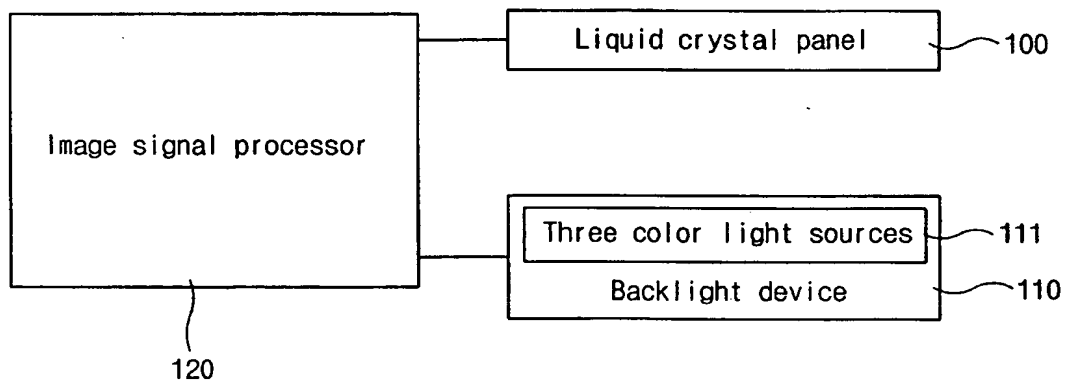 Liquid crystal panel
100
Image signal processor
Three color light sources
111
Backlight device
110
120